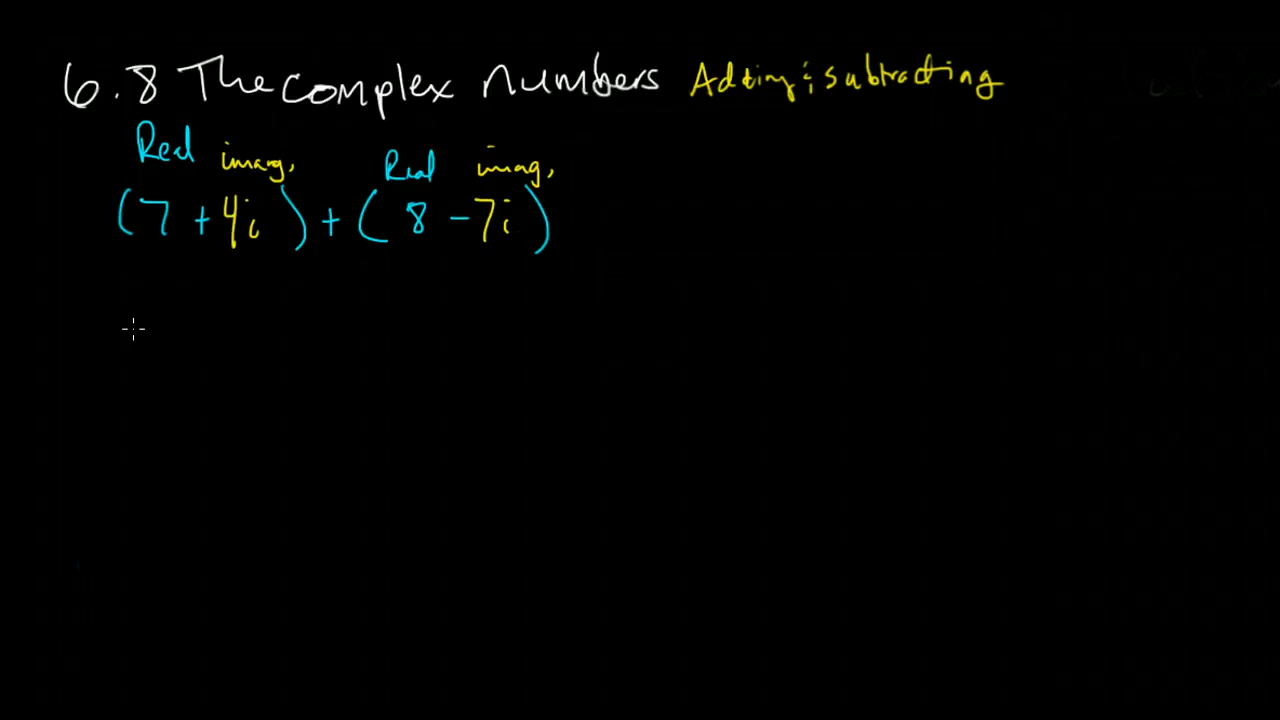 6.8 The complex numbers Adding & subtracting
Real imag. Real imag.
(7 + 4i) + (8 - 7i)